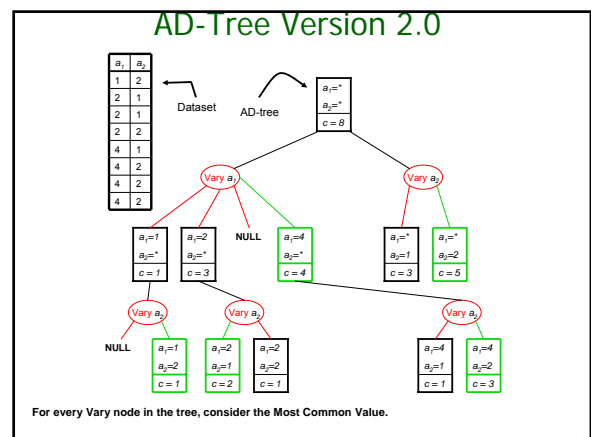 AD-Tree Version 2.0
a1 a2
1 2
2 1
2 1
2 2
4 1
4 2
4 2
4 2
Dataset
AD-tree
a1=*
a2=*
c = 8
Vary a1
Vary a2
a1=1
a2=*
c = 1
a1=2
a2=*
c = 3
NULL
a1=4
a2=*
c = 4
a1=*
a2=1
c = 3
a1=*
a2=2
c = 5
Vary a2
Vary a2
Vary a2
NULL
a1=1
a2=2
c = 1
a1=2
a2=1
c = 2
a1=2
a2=2
c = 1
a1=4
a2=1
c = 1
a1=4
a2=2
c = 3
For every Vary node in the tree, consider the Most Common Value.